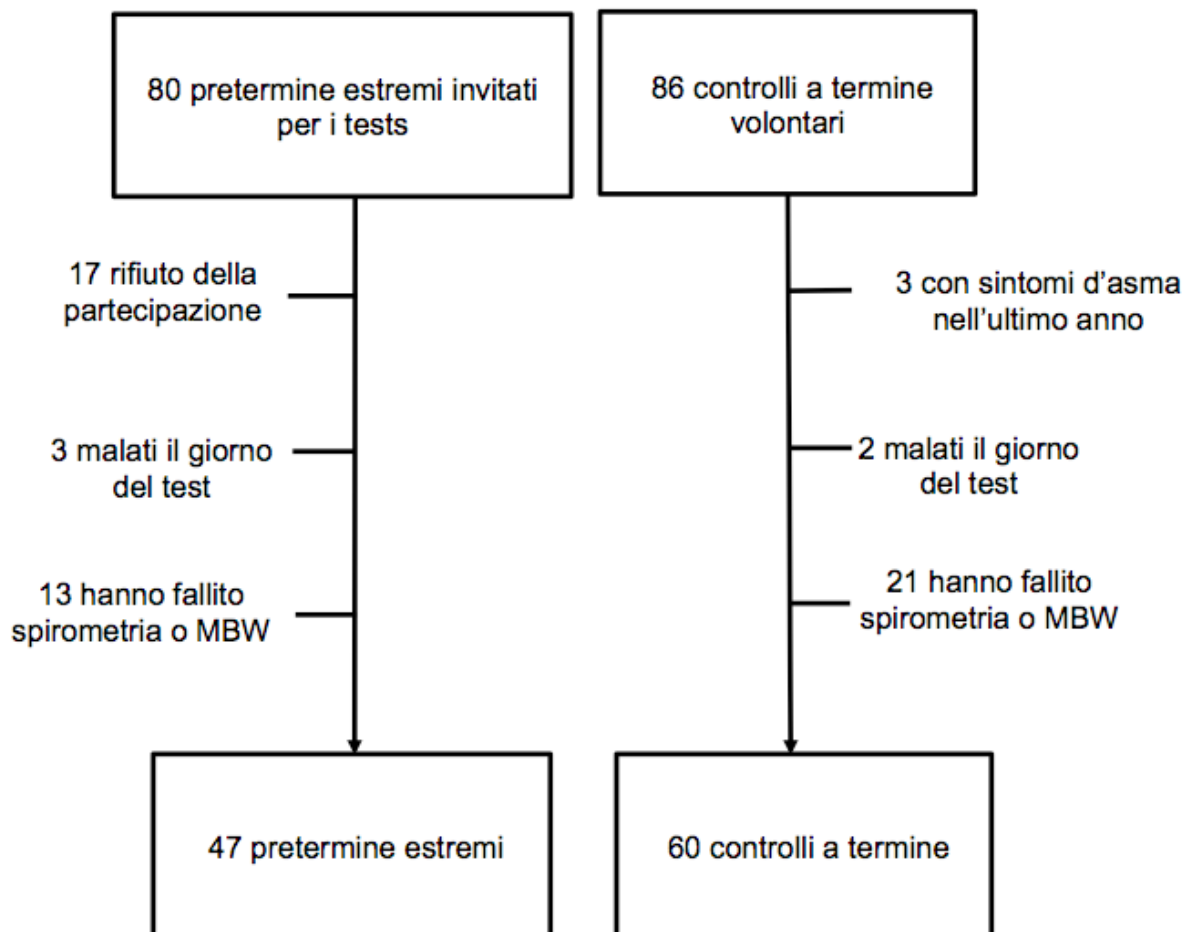 80 pretermine estremi invitati
per i tests
86 controlli a termine
volontari
17 rifiuto della
partecipazione
3 con sintomi d'asma
nell'ultimo anno
3 malati il giorno
del test
2 malati il giorno
del test
13 hanno fallito
spirometria o MBW
21 hanno fallito
spirometria o MBW
47 pretermine estremi
60 controlli a termine